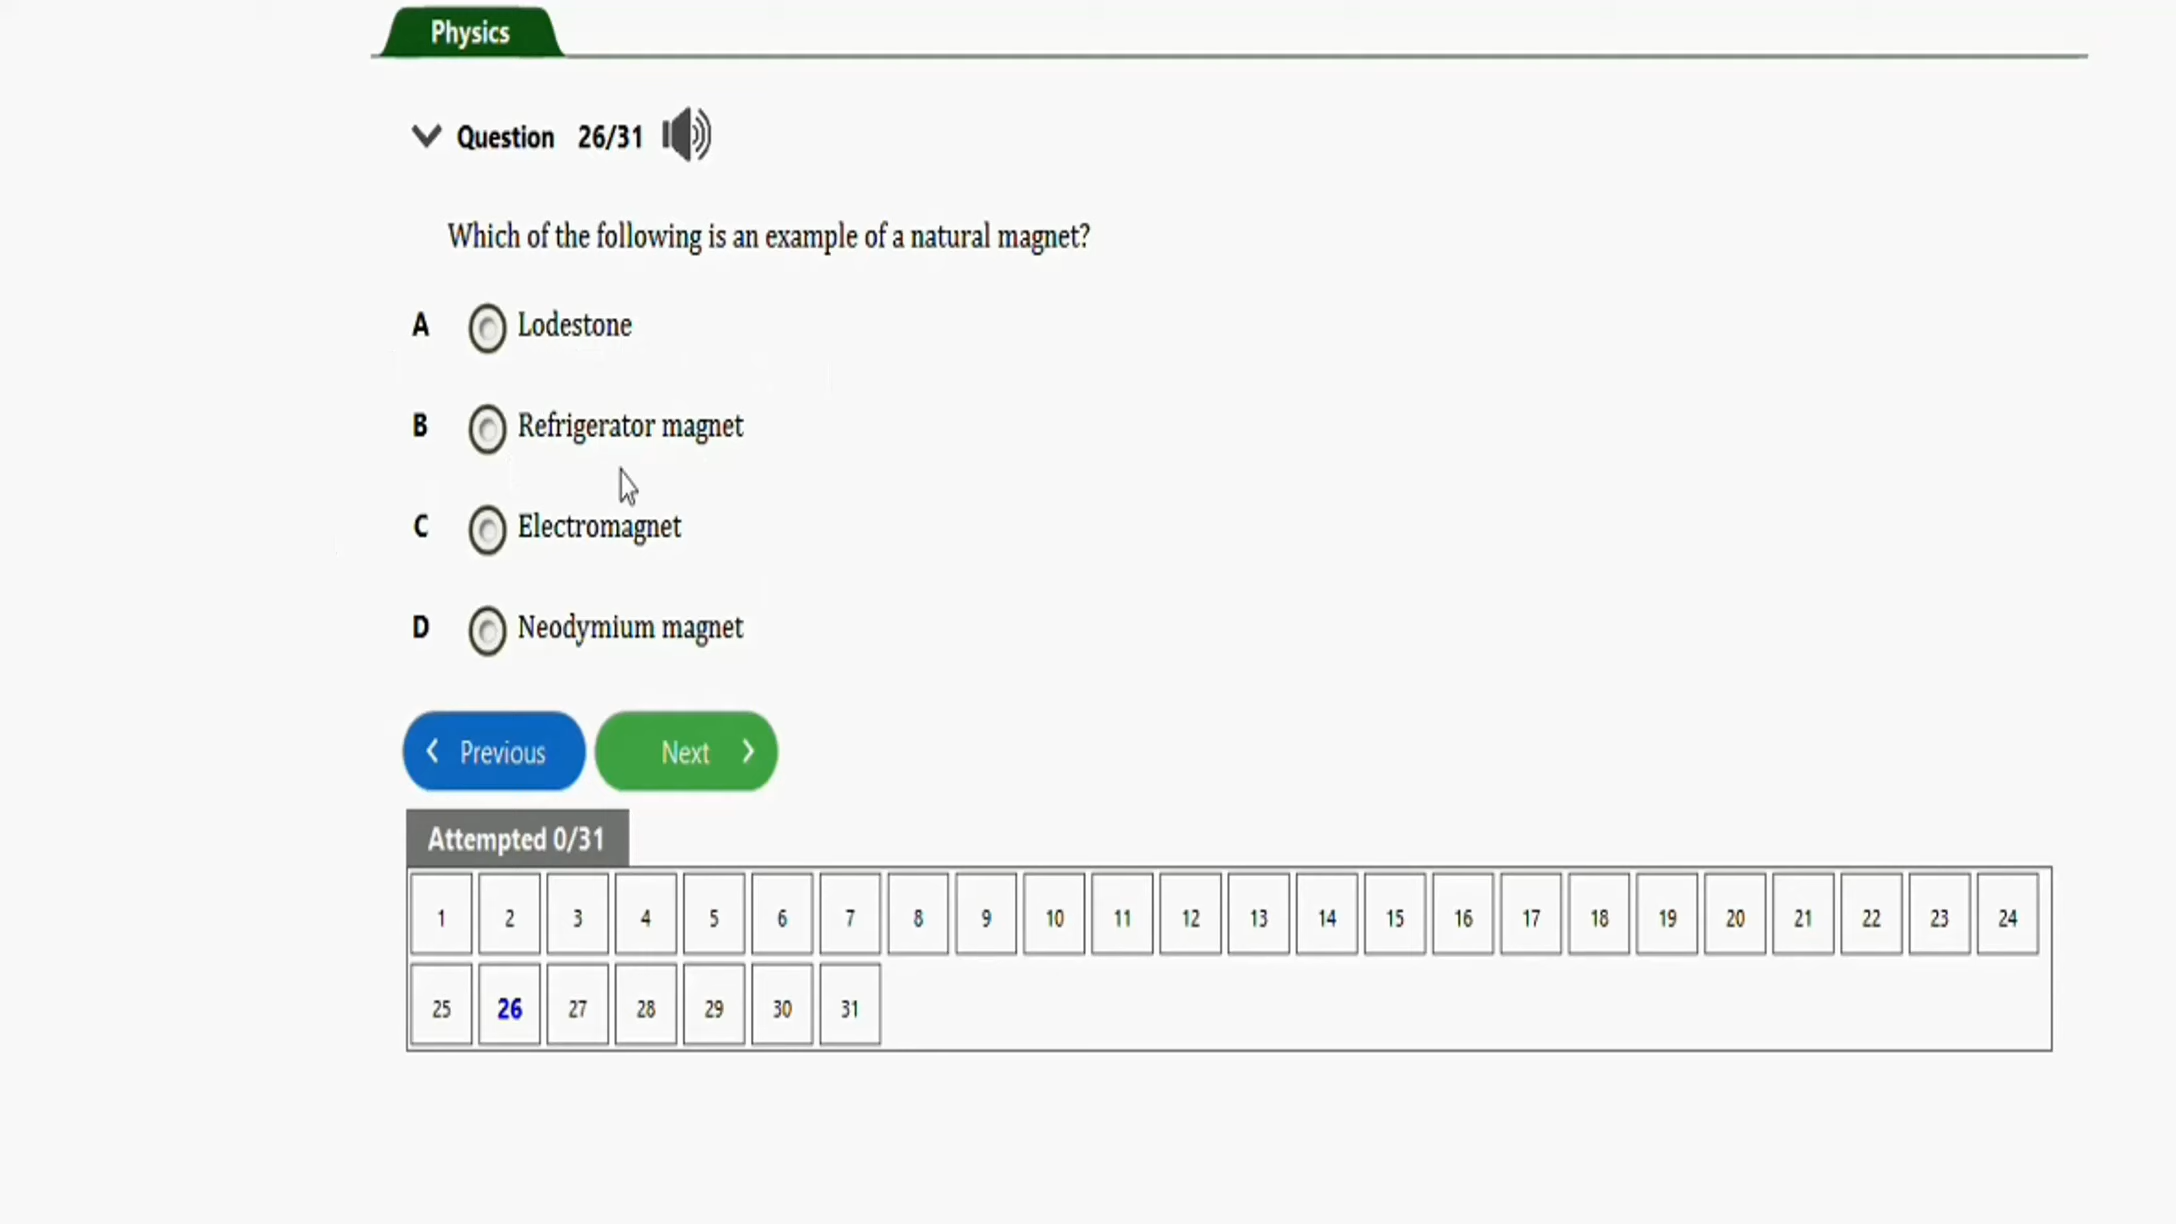 Physics
Question 26/31
Which of the following is an example of a natural magnet?
A Lodestone
B Refrigerator magnet
C Electromagnet
D Neodymium magnet
Previous Next
Attempted 0/31
1 2 3 4 5 6 7 8 9 10 11 12 13 14 15 16 17 18 19 20 21 22 23 24
25 26 27 28 29 30 31